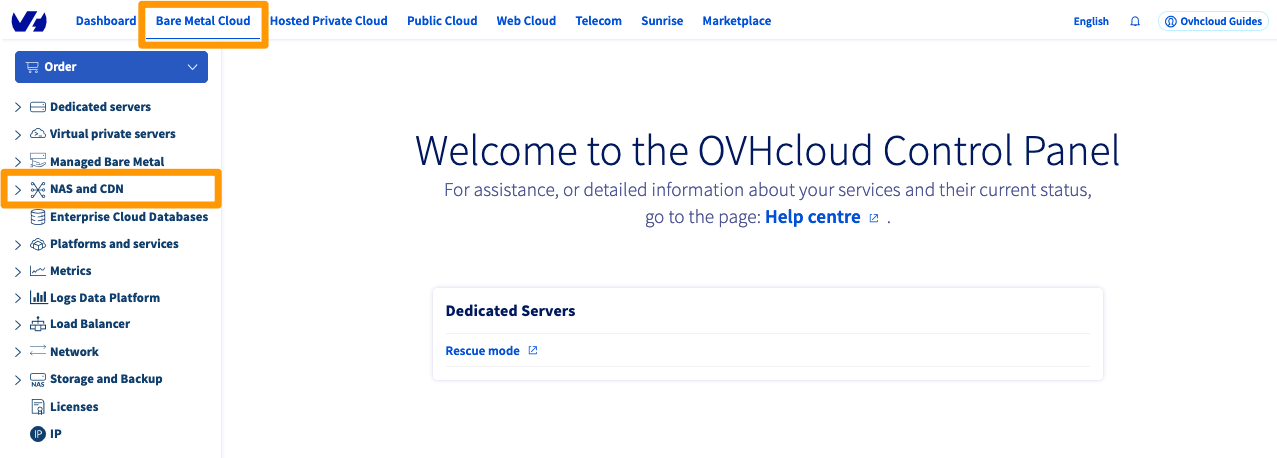 Dashboard Bare Metal Cloud Hosted Private Cloud Public Cloud Web Cloud Telecom Sunrise Marketplace English Ovhcloud Guides
Order
Dedicated servers
Virtual private servers
Managed Bare Metal
NAS and CDN
Enterprise Cloud Databases
Platforms and services
Metrics
Logs Data Platform
Load Balancer
Network
NAS Storage and Backup
Licenses
IP IP
Welcome to the OVHcloud Control Panel
For assistance, or detailed information about your services and their current status,
go to the page: Help centre .
Dedicated Servers
Rescue mode